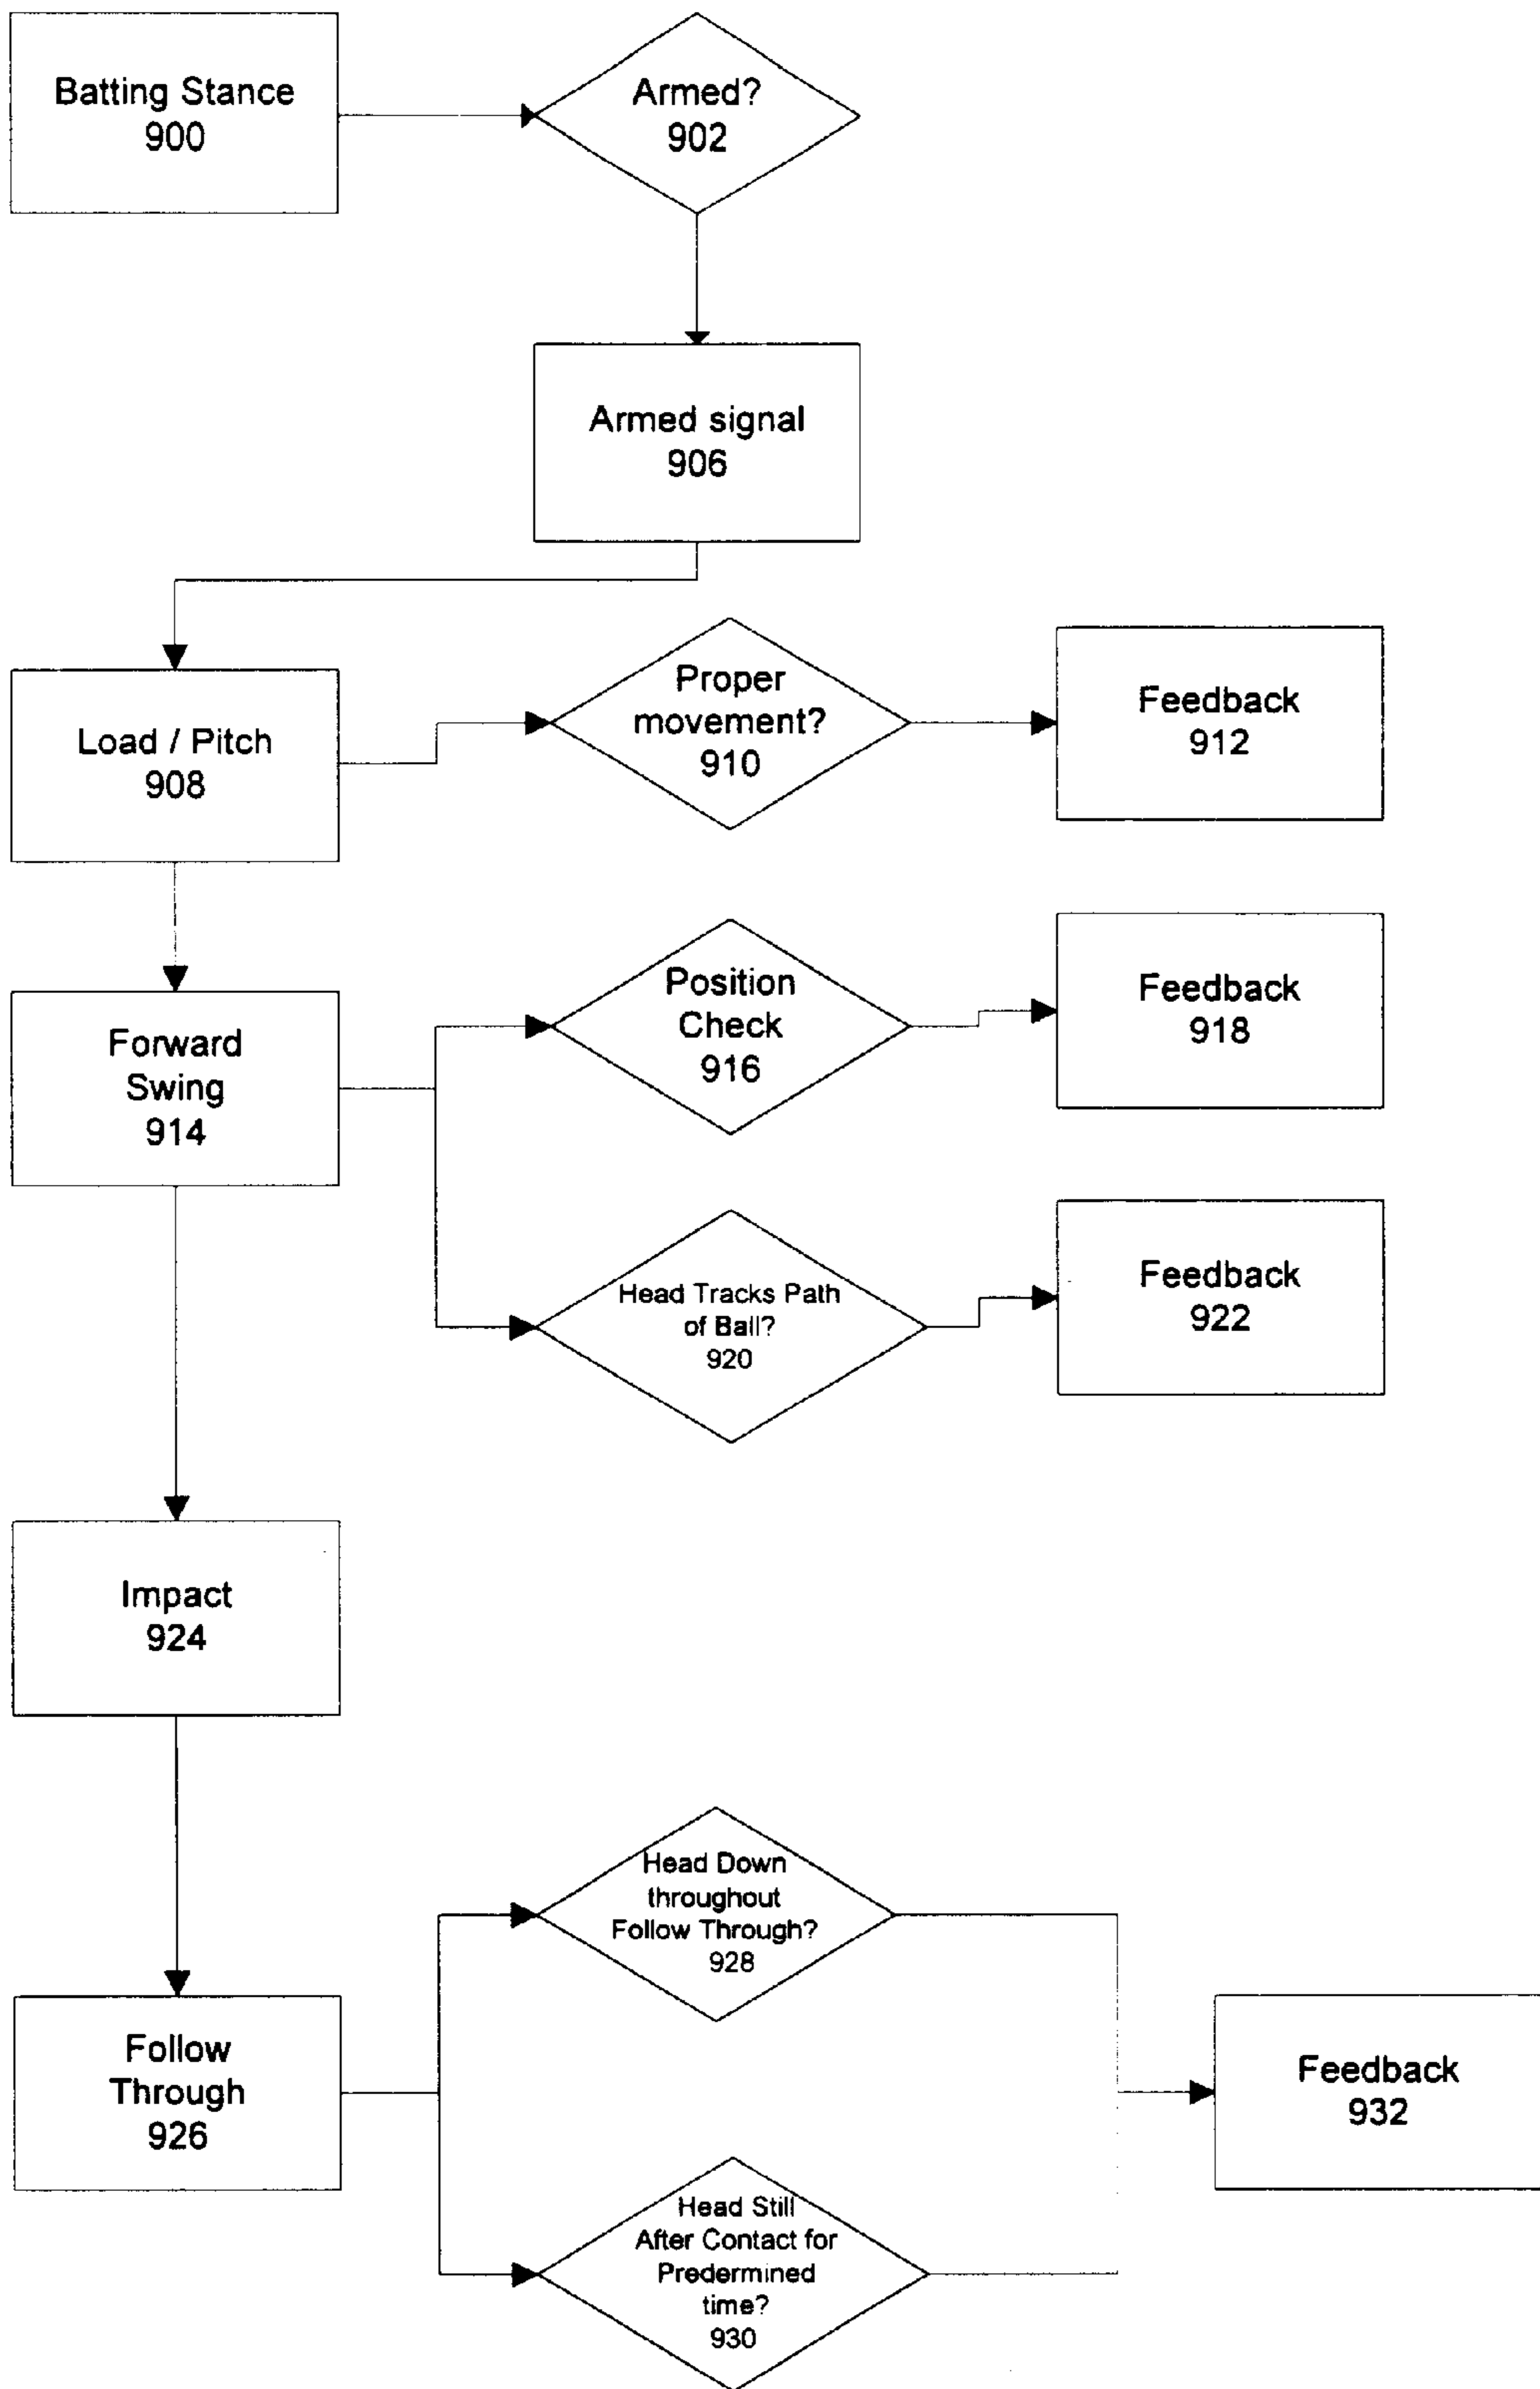 Batting Stance
900
Armed?
902
Armed signal
906
Load / Pitch
908
Proper
movement?
910
Feedback
912
Forward
Swing
914
Position
Check
916
Feedback
918
Head Tracks Path
of Ball?
920
Feedback
922
Impact
924
Follow
Through
926
Head Down
throughout
Follow Through?
928
Head Still
After Contact for
Predermined
time?
930
Feedback
932